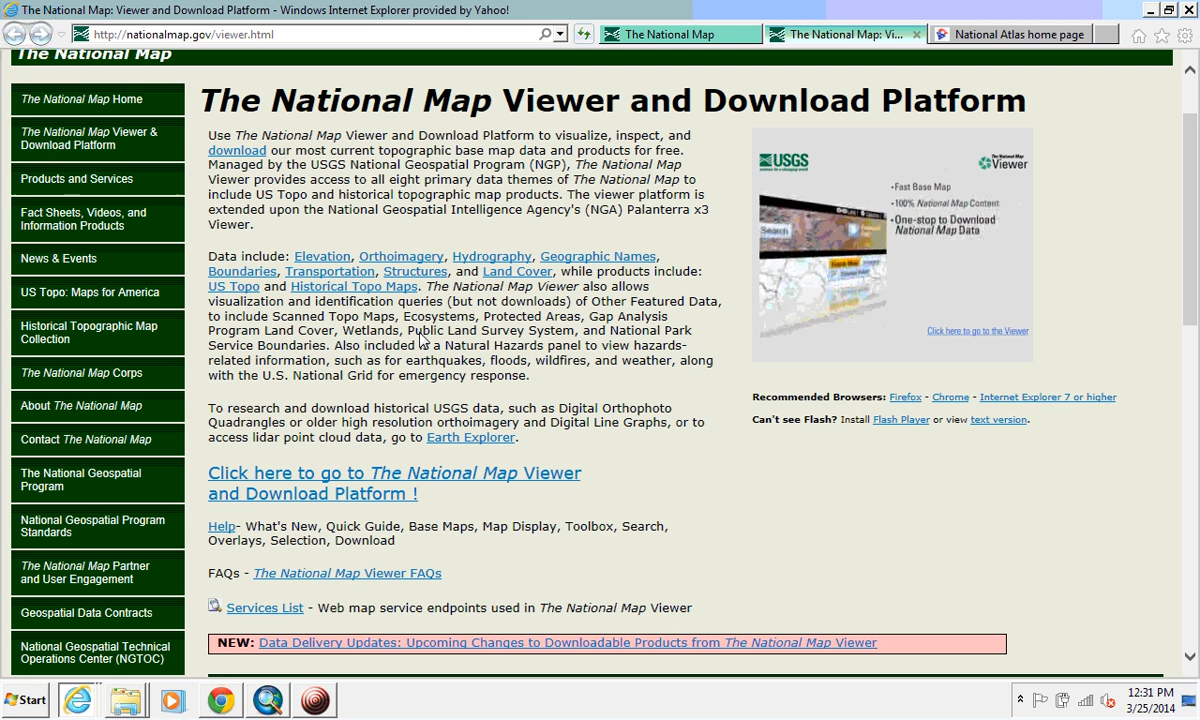 The National Map: Viewer and Download Platform - Windows Internet Explorer provided by Yahoo!
http://nationalmap.gov/viewer.html
The National Map
The National Map: Vi...
National Atlas home page
The National Map
The National Map Home
The National Map Viewer &
Download Platform
Products and Services
Fact Sheets, Videos, and
Information Products
News & Events
US Topo: Maps for America
Historical Topographic Map
Collection
The National Map Corps
About The National Map
Contact The National Map
The National Geospatial
Program
National Geospatial Program
Standards
The National Map Partner
and User Engagement
Geospatial Data Contracts
National Geospatial Technical
Operations Center (NGTOC)
The National Map Viewer and Download Platform
Use The National Map Viewer and Download Platform to visualize, inspect, and
download our most current topographic base map data and products for free.
Managed by the USGS National Geospatial Program (NGP), The National Map
Viewer provides access to all eight primary data themes of The National Map to
include US Topo and historical topographic map products. The viewer platform is
extended upon the National Geospatial Intelligence Agency's (NGA) Palanterra x3
Viewer.
Data include: Elevation, Orthoimagery, Hydrography, Geographic Names,
Boundaries, Transportation, Structures, and Land Cover, while products include:
US Topo and Historical Topo Maps. The National Map Viewer also allows
visualization and identification queries (but not downloads) of Other Featured Data,
to include Scanned Topo Maps, Ecosystems, Protected Areas, Gap Analysis
Program Land Cover, Wetlands, Public Land Survey System, and National Park
Service Boundaries. Also included is a Natural Hazards panel to view hazards-
related information, such as for earthquakes, floods, wildfires, and weather, along
with the U.S. National Grid for emergency response.
To research and download historical USGS data, such as Digital Orthophoto
Quadrangles or older high resolution orthoimagery and Digital Line Graphs, or to
access lidar point cloud data, go to Earth Explorer.
Click here to go to The National Map Viewer
and Download Platform !
Help- What's New, Quick Guide, Base Maps, Map Display, Toolbox, Search,
Overlays, Selection, Download
FAQs - The National Map Viewer FAQs
Services List - Web map service endpoints used in The National Map Viewer
NEW: Data Delivery Updates: Upcoming Changes to Downloadable Products from The National Map Viewer
USGS
science for a changing world
The National Map
Viewer
•Fast Base Map
•100% National Map Content
•One-stop to Download
National Map Data
Search
Click here to go to the Viewer
Recommended Browsers: Firefox - Chrome - Internet Explorer 7 or higher
Can't see Flash? Install Flash Player or view text version.
Start
12:31 PM
3/25/2014